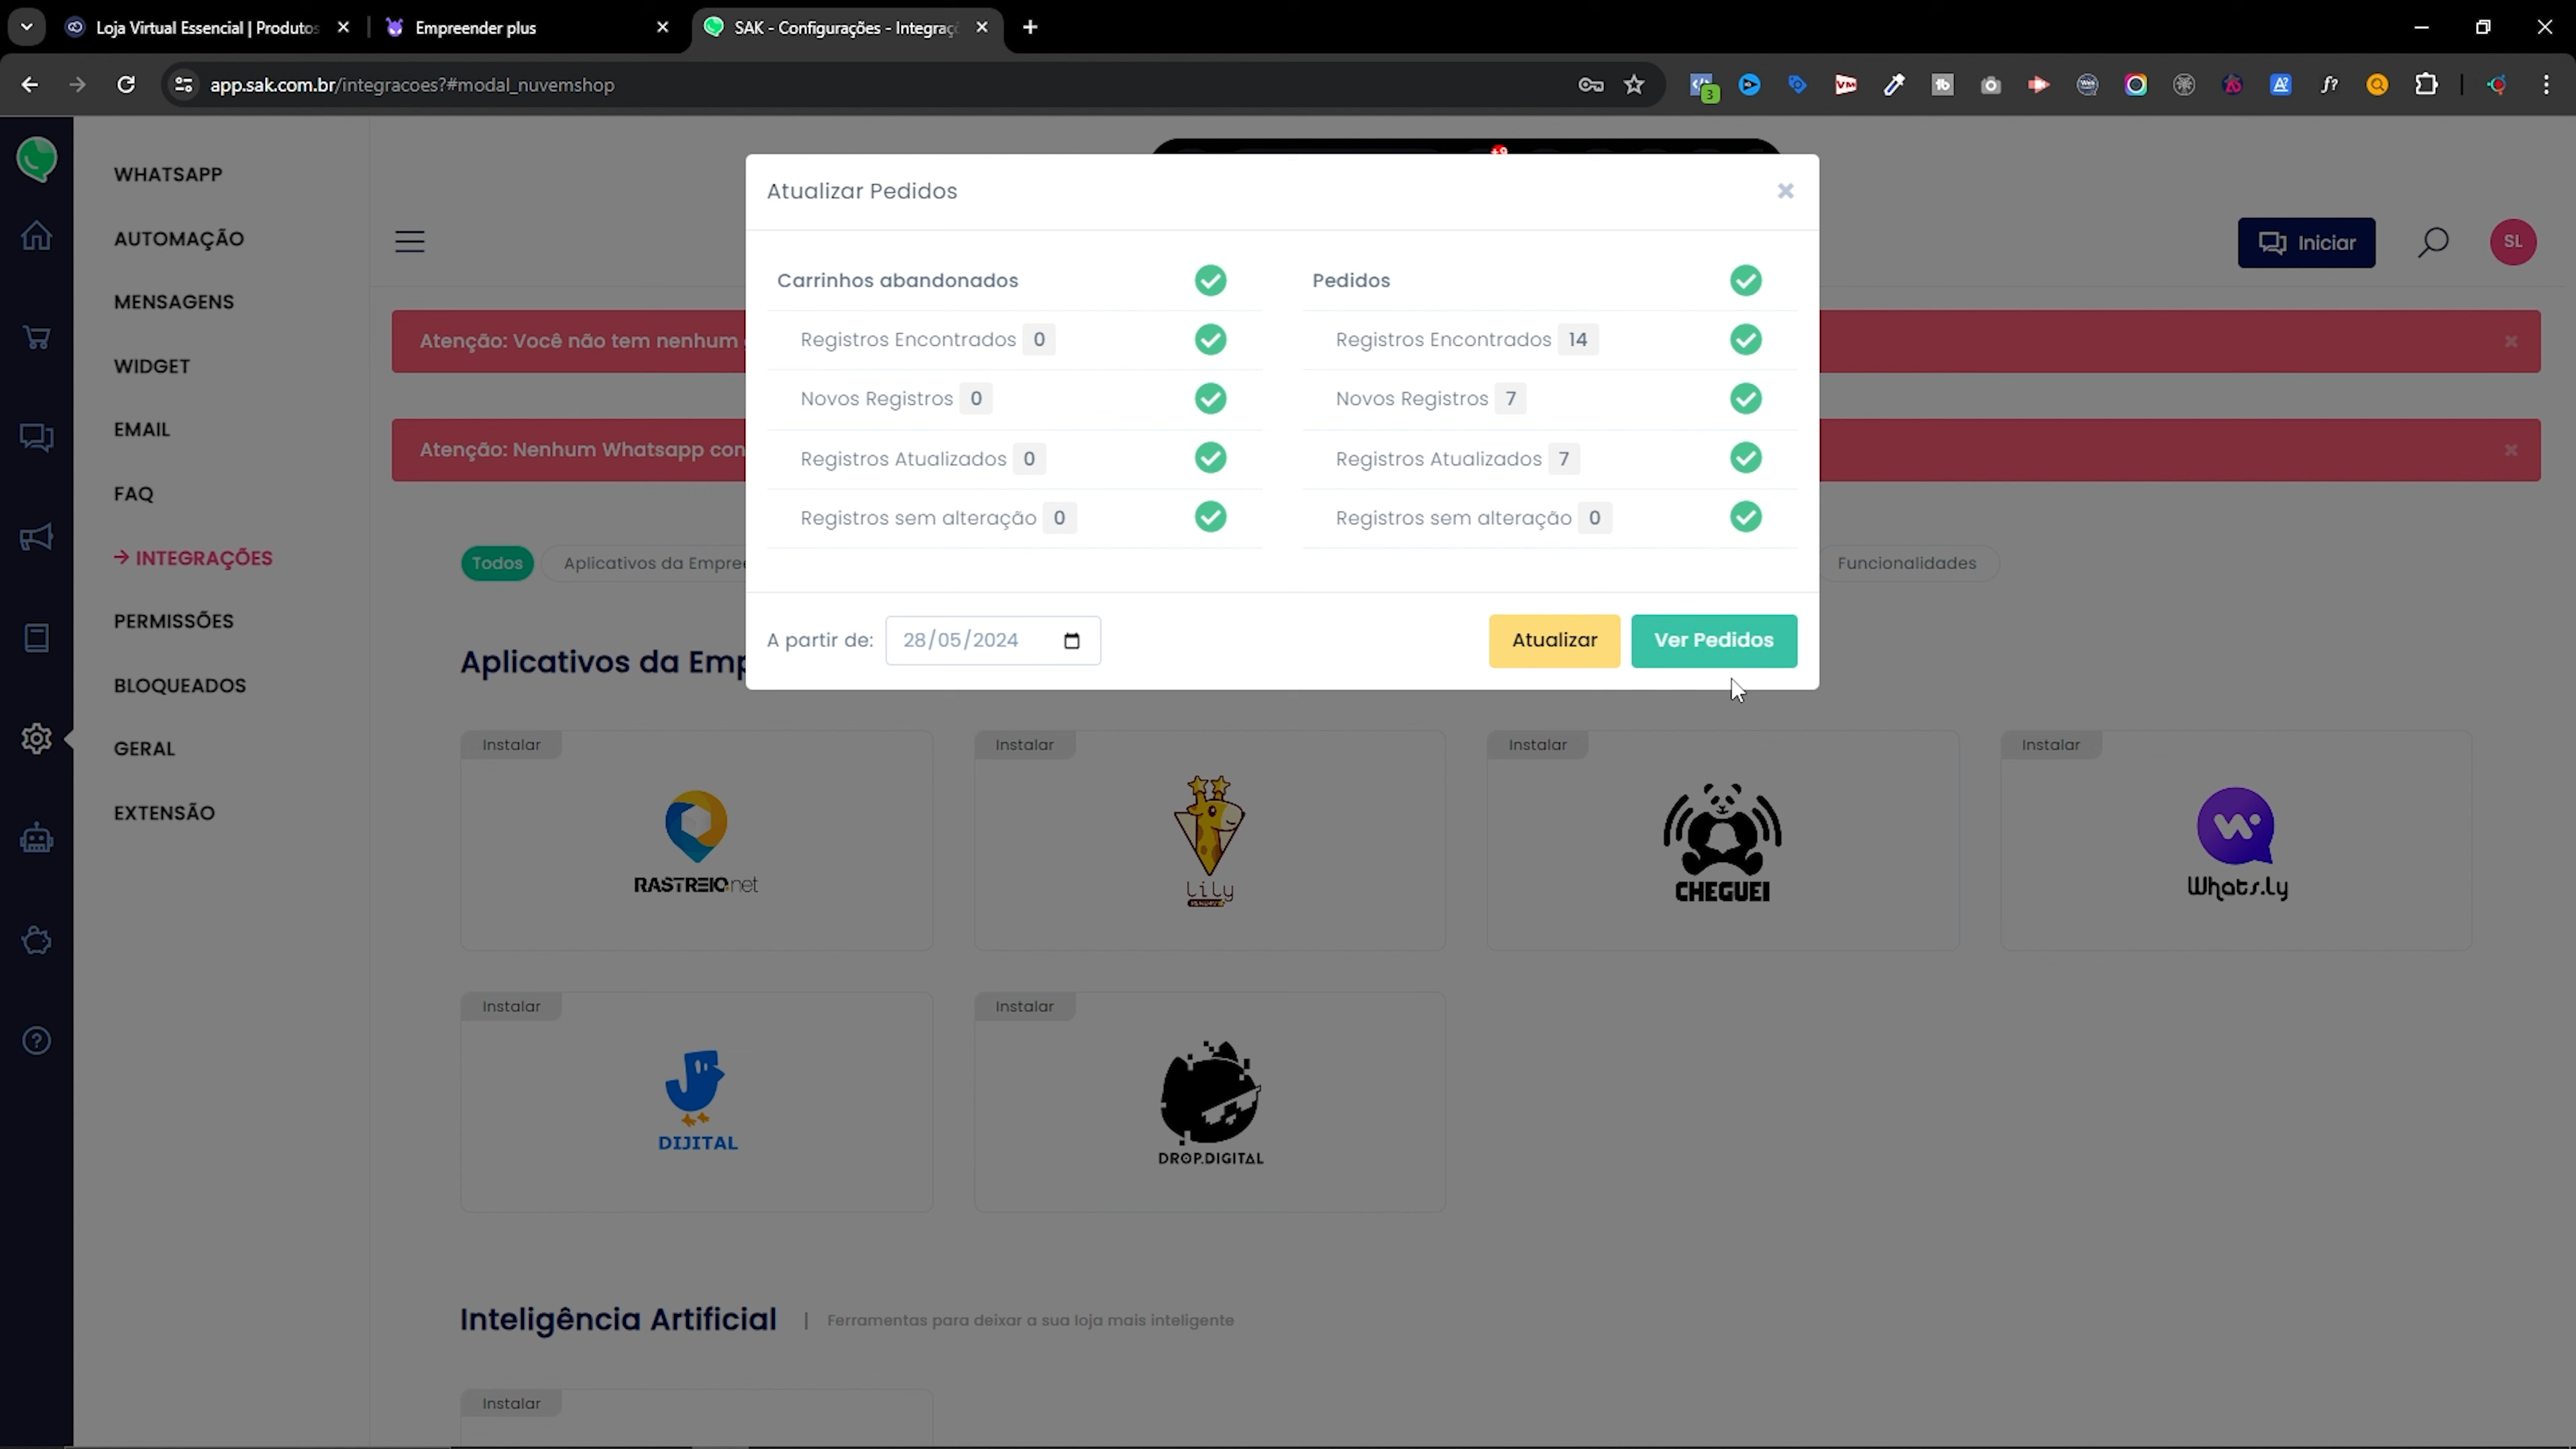 Loja Virtual Essencial | Produtos
Empreender plus
SAK - Configurações - Integraç
app.sak.com.br/integracoes?#modal_nuvemshop
3
WHATSAPP
AUTOMAÇÃO
MENSAGENS
WIDGET
EMAIL
FAQ
INTEGRAÇÕES
PERMISSÕES
BLOQUEADOS
GERAL
EXTENSÃO
Iniciar
SL
Atenção: Você não tem nenhum
Atenção: Nenhum Whatsapp con
Atualizar Pedidos
Carrinhos abandonados
Registros Encontrados 0
Novos Registros 0
Registros Atualizados 0
Registros sem alteração 0
Pedidos
Registros Encontrados 14
Novos Registros 7
Registros Atualizados 7
Registros sem alteração 0
A partir de: 28/05/2024
Atualizar
Ver Pedidos
Todos
Aplicativos da Empre
Funcionalidades
Aplicativos da Emp
Instalar
RASTREIO.net
Instalar
Lily
Instalar
CHEGUEI
Instalar
Whats.ly
Instalar
DIJITAL
Instalar
DROP.DIGITAL
Inteligência Artificial | Ferramentas para deixar a sua loja mais inteligente
Instalar